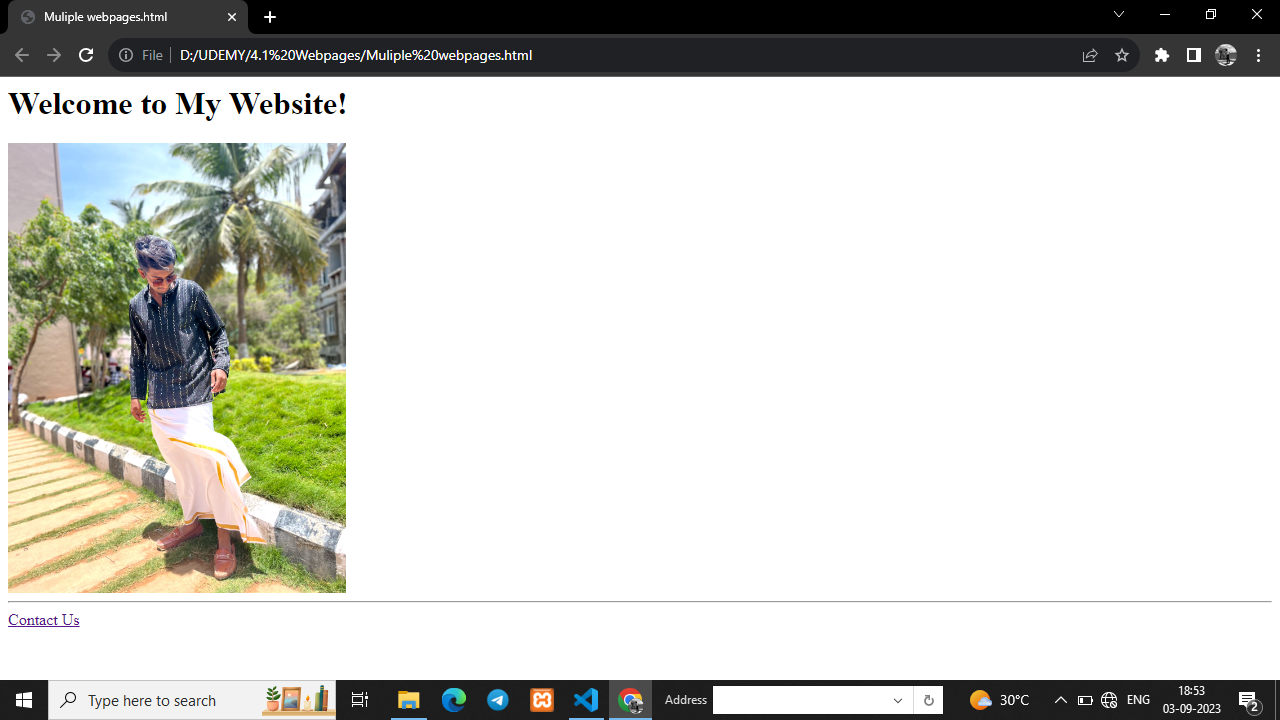 Muliple webpages.html
File
D:/UDEMY/4.1%20Webpages/Muliple%20webpages.html
Welcome to My Website!
Contact Us
Type here to search
Address
30°C
ENG
18:53
03-09-2023
2